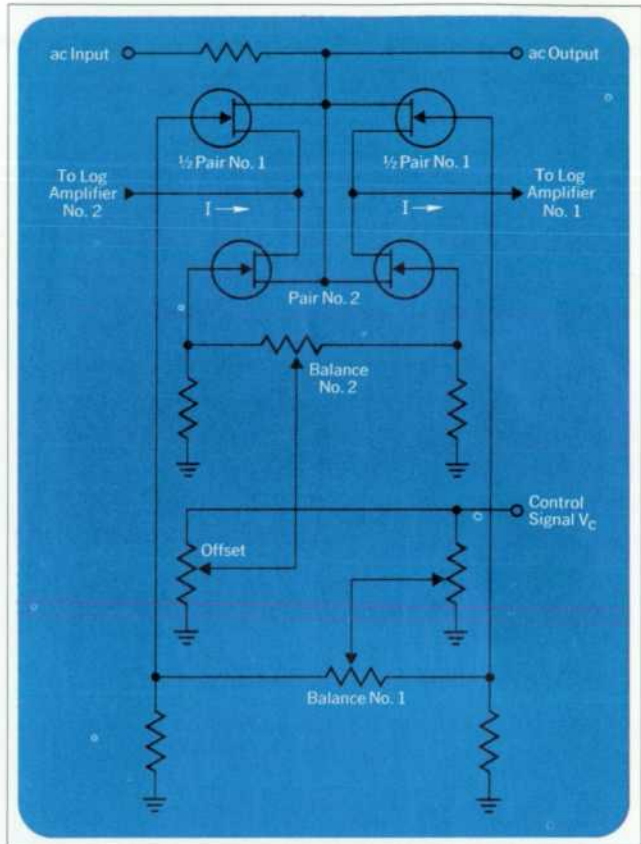 ac Input
ac Output
½ Pair No. 1
½ Pair No. 1
To Log
Amplifier
No. 2
I
I
To Log
Amplifier
No. 1
Pair No. 2
Balance
No. 2
Control
Signal VC
Offset
Balance No. 1